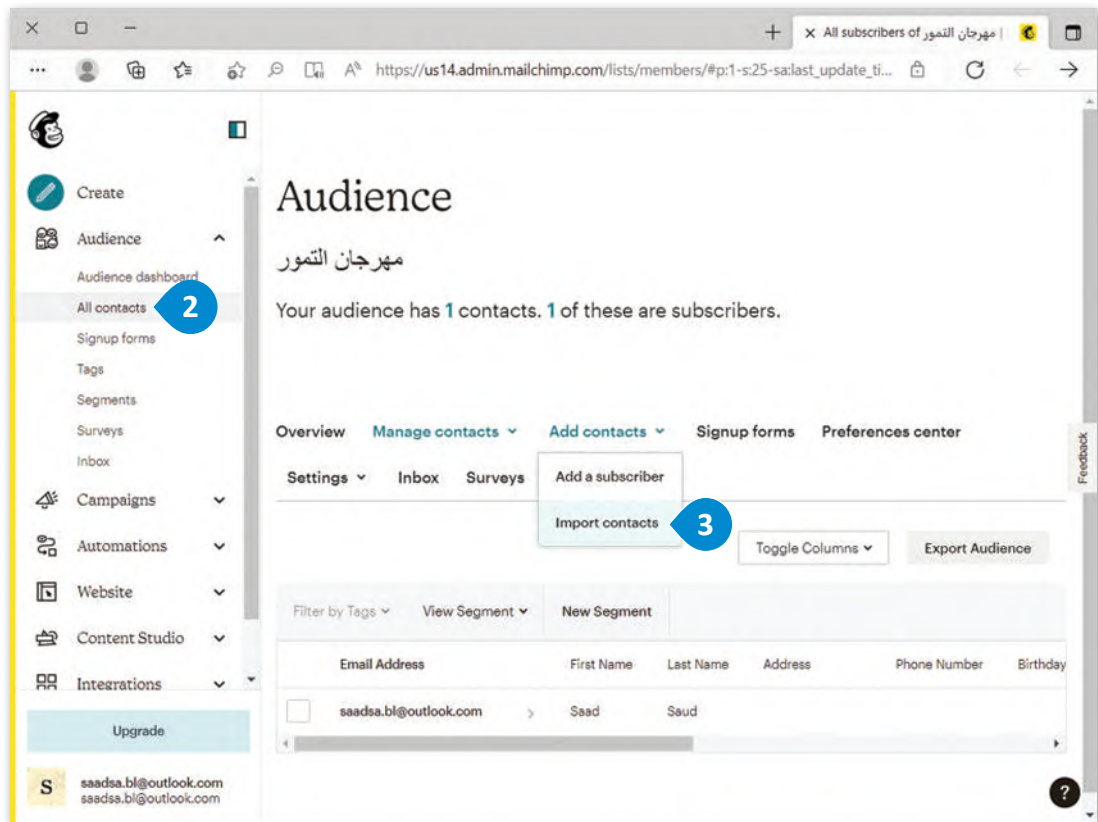 All subscribers of مهرجان التمور |
https://us14.admin.mailchimp.com/lists/members/#p:1-s:25-sa:last_update_ti...
Create
Audience
Audience dashboard
All contacts
2
Signup forms
Tags
Segments
Surveys
Inbox
Campaigns
Automations
Website
Content Studio
Integrations
Upgrade
S
saadsa.bl@outlook.com
saadsa.bl@outlook.com
Audience
مهرجان التمور
Your audience has 1 contacts. 1 of these are subscribers.
Overview Manage contacts Add contacts Signup forms Preferences center
Settings Inbox Surveys
Add a subscriber
Import contacts
3
Toggle Columns Export Audience
Filter by Tags View Segment New Segment
Email Address First Name Last Name Address Phone Number Birthday
saadsa.bl@outlook.com Saad Saud
Feedback
?